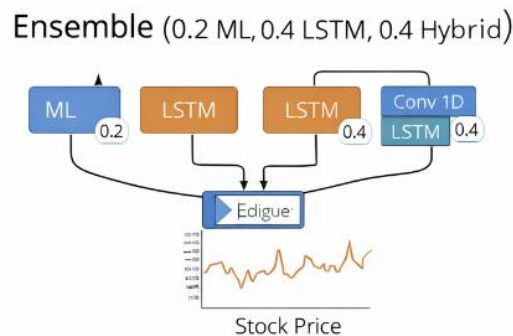 Ensemble (0.2 ML, 0.4 LSTM, 0.4 Hybrid)
ML
0.2
LSTM
LSTM
0.4
Conv 1D
LSTM
0.4
Edigue
Stock Price